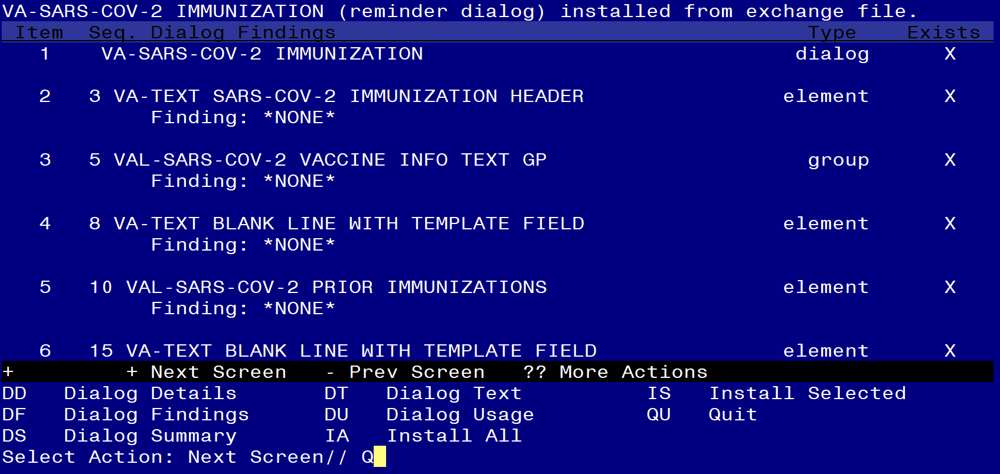 VA-SARS-COV-2 IMMUNIZATION (reminder dialog) installed from exchange file.
Item  Seq. Dialog Findings  Type  Exists
1  VA-SARS-COV-2 IMMUNIZATION  dialog  X
2  3 VA-TEXT SARS-COV-2 IMMUNIZATION HEADER  element  X
Finding: *NONE*
3  5 VAL-SARS-COV-2 VACCINE INFO TEXT GP  group  X
Finding: *NONE*
4  8 VA-TEXT BLANK LINE WITH TEMPLATE FIELD  element  X
Finding: *NONE*
5  10 VAL-SARS-COV-2 PRIOR IMMUNIZATIONS  element  X
Finding: *NONE*
6  15 VA-TEXT BLANK LINE WITH TEMPLATE FIELD  element  X
+  + Next Screen  - Prev Screen  ?? More Actions
DD  Dialog Details  DT  Dialog Text  IS  Install Selected
DF  Dialog Findings  DU  Dialog Usage  QU  Quit
DS  Dialog Summary  IA  Install All
Select Action: Next Screen// Q